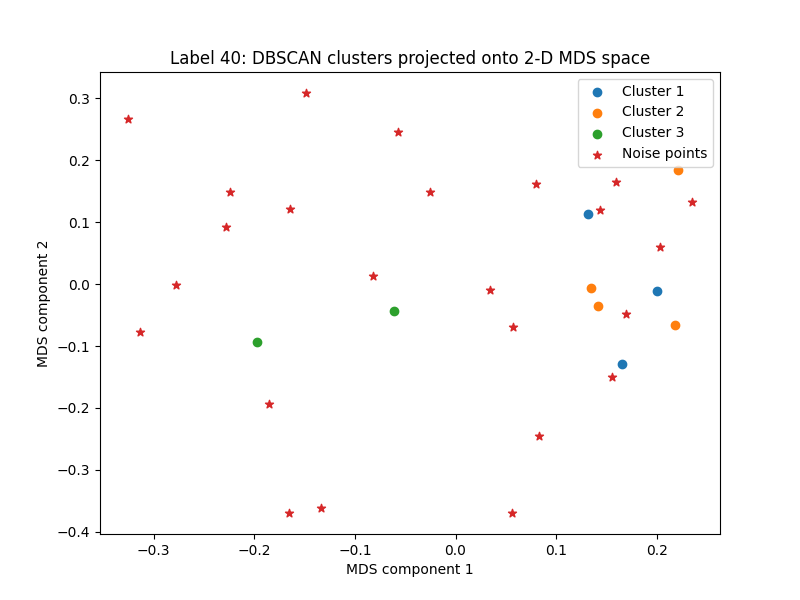 Label 40: DBSCAN clusters projected onto 2-D MDS space
Cluster 1
Cluster 2
Cluster 3
Noise points
0.3
0.2
0.1
0.0
−0.1
−0.2
−0.3
−0.4
MDS component 2
−0.3 −0.2 −0.1 0.0 0.1 0.2
MDS component 1